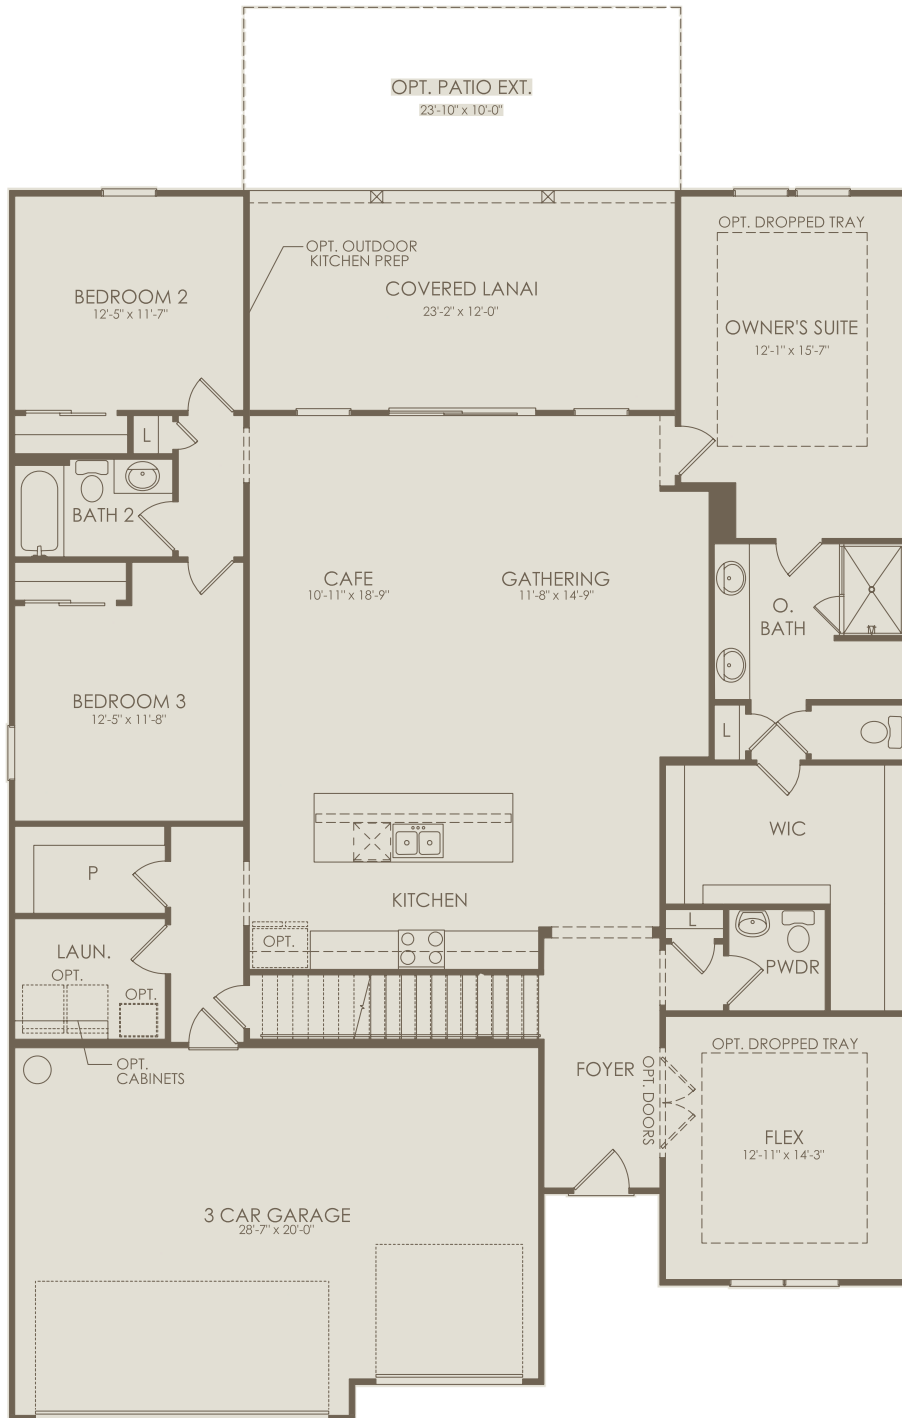 OPT. PATIO EXT.
23'-10" x 10'-0"
OPT. DROPPED TRAY
OPT. OUTDOOR
KITCHEN PREP
BEDROOM 2
12'-5" x 11'-7"
COVERED LANAI
23'-2" x 12'-0"
OWNER'S SUITE
12'-1" x 15'-7"
L
BATH 2
CAFE
10'-11" x 18'-9"
GATHERING
11'-8" x 14'-9"
O.
BATH
BEDROOM 3
12'-5" x 11'-8"
L
WIC
P
KITCHEN
OPT.
L
LAUN.
OPT.
OPT.
PWDR
OPT.
CABINETS
FOYER
OPT. DOORS
OPT. DROPPED TRAY
FLEX
12'-11" x 14'-3"
3 CAR GARAGE
28'-7" x 20'-0"